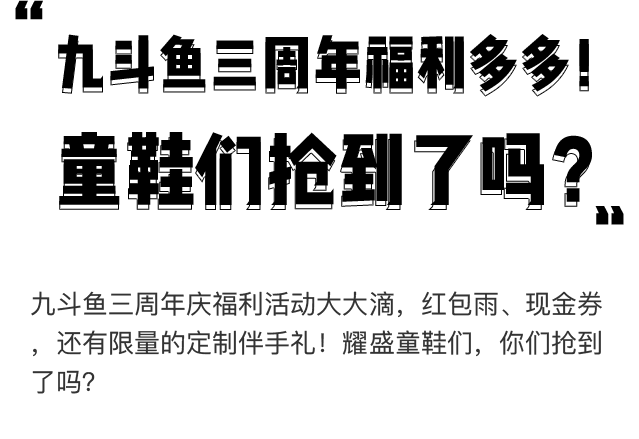 “
九斗鱼三周年福利多多！
童鞋们抢到了吗？
”
九斗鱼三周年庆福利活动大大滴，红包雨、现金券
，还有限量的定制伴手礼！耀盛童鞋们，你们抢到
了吗？